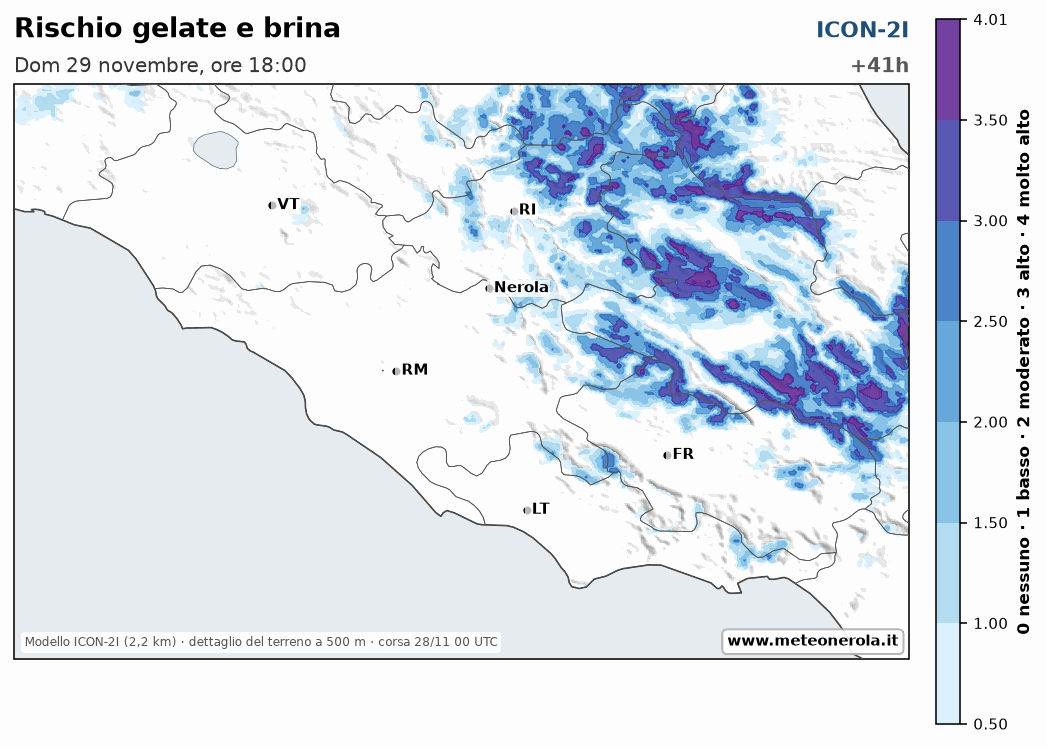 Rischio gelate e brina
ICON-2I
Dom 29 novembre, ore 18:00
+41h
VT
RI
Nerola
RM
FR
LT
Modello ICON-2I (2,2 km) · dettaglio del terreno a 500 m · corsa 28/11 00 UTC
www.meteonerola.it
4.01
3.50
3.00
2.50
2.00
1.50
1.00
0.50
0 nessuno · 1 basso · 2 moderato · 3 alto · 4 molto alto